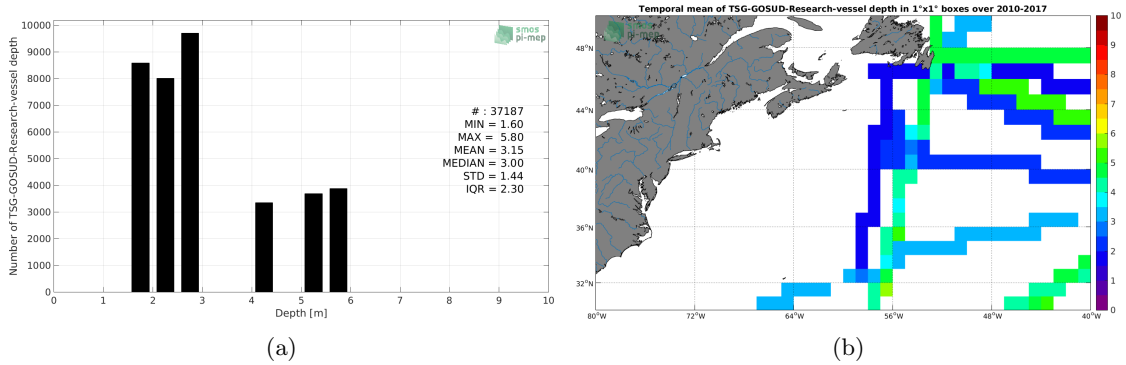 10000
9000
8000
7000
6000
5000
4000
3000
2000
1000
0
Number of TSG-GOSUD-Research-vessel depth
smos
pi-mep
# : 37187
MIN = 1.60
MAX = 5.80
MEAN = 3.15
MEDIAN = 3.00
STD = 1.44
IQR = 2.30
0 1 2 3 4 5 6 7 8 9 10
Depth [m]
(a)
Temporal mean of TSG-GOSUD-Research-vessel depth in 1°x1° boxes over 2010-2017
smos
pi-mep
48°N
44°N
40°N
36°N
32°N
80°W 72°W 64°W 56°W 48°W 40°W
10
9
8
7
6
5
4
3
2
1
0
(b)